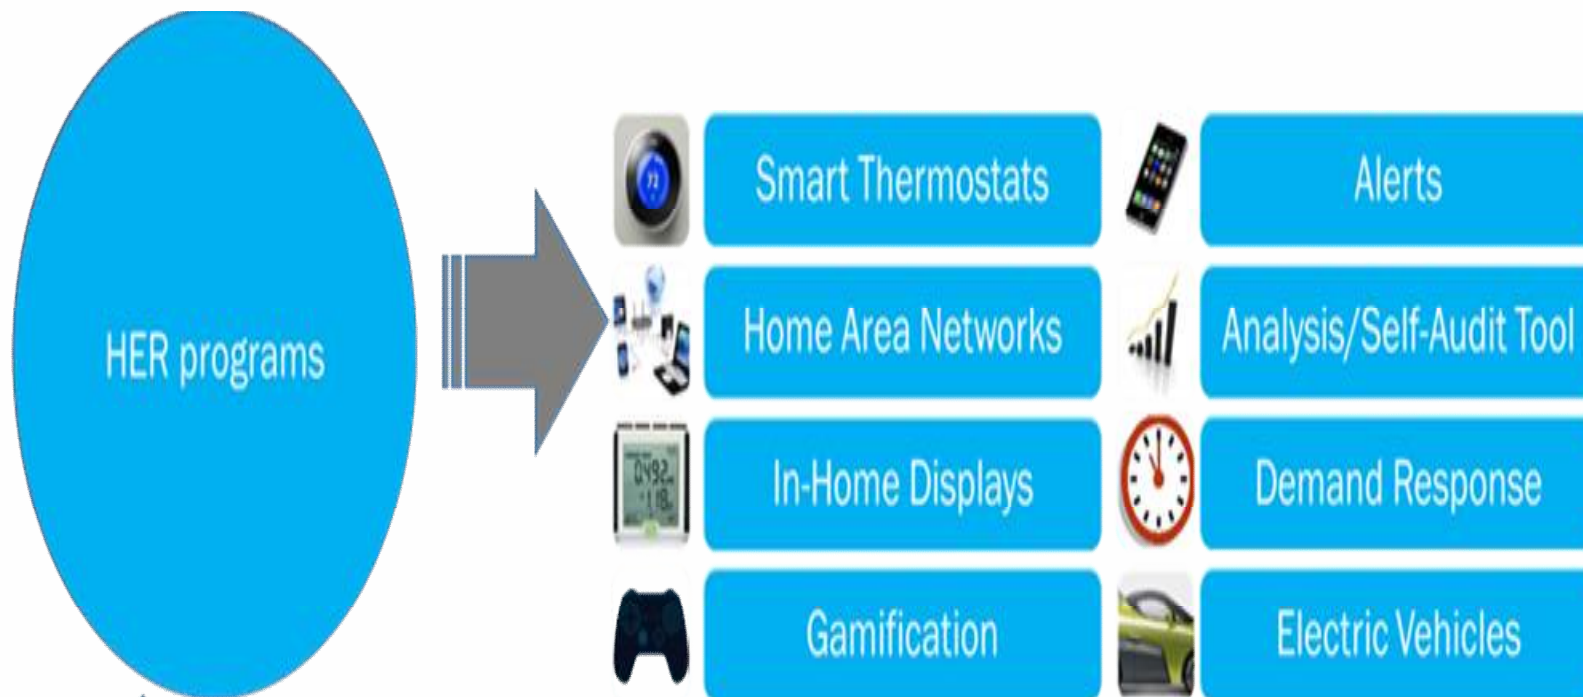 HER programs
Smart Thermostats
Alerts
Home Area Networks
Analysis/Self-Audit Tool
In-Home Displays
Demand Response
Gamification
Electric Vehicles